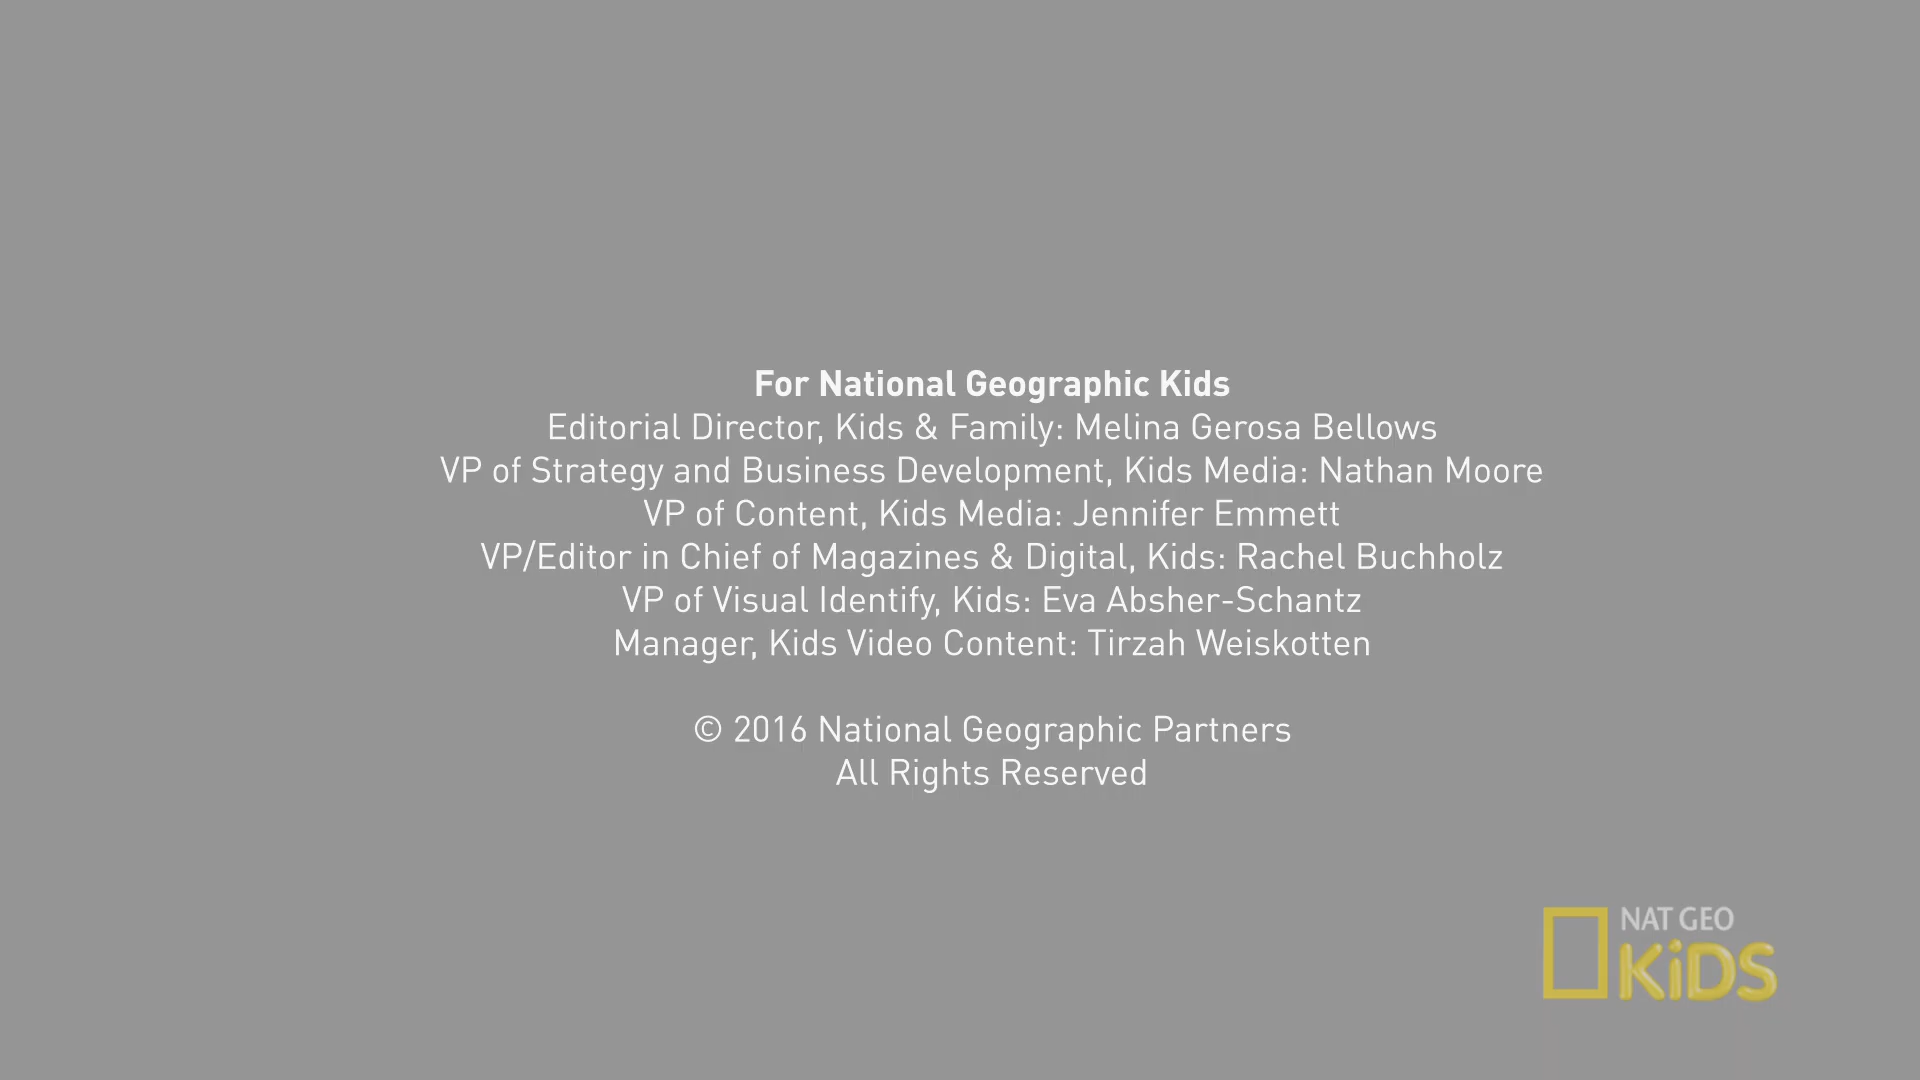 For National Geographic Kids
Editorial Director, Kids & Family: Melina Gerosa Bellows
VP of Strategy and Business Development, Kids Media: Nathan Moore
VP of Content, Kids Media: Jennifer Emmett
VP/Editor in Chief of Magazines & Digital, Kids: Rachel Buchholz
VP of Visual Identify, Kids: Eva Absher-Schantz
Manager, Kids Video Content: Tirzah Weiskotten
© 2016 National Geographic Partners
All Rights Reserved
NAT GEO
KiDS